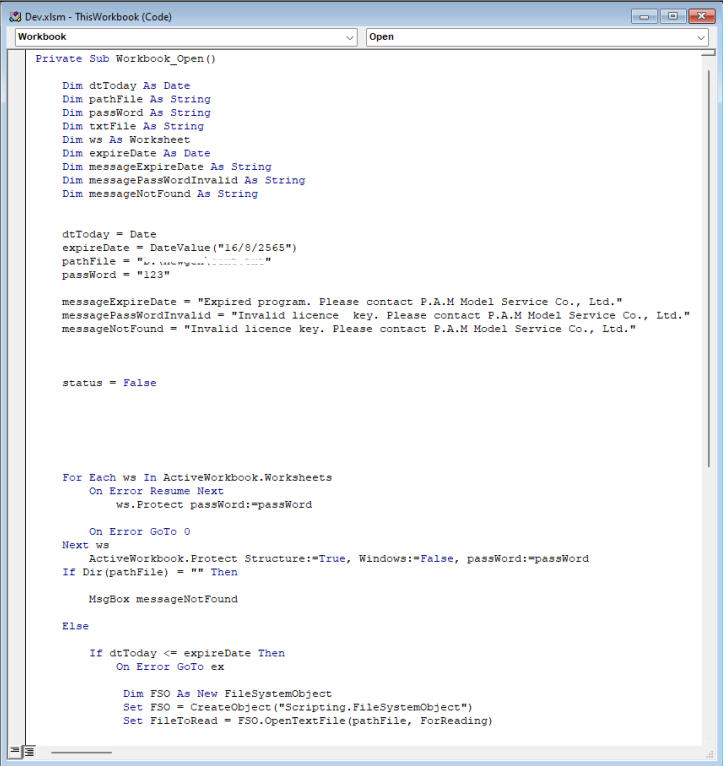 Dev.xlsm - ThisWorkbook (Code)
Workbook Open
Private Sub Workbook_Open()
Dim dtToday As Date
Dim pathFile As String
Dim passWord As String
Dim txtFile As String
Dim ws As Worksheet
Dim expireDate As Date
Dim messageExpireDate As String
Dim messagePassWordInvalid As String
Dim messageNotFound As String
dtToday = Date
expireDate = DateValue("16/8/2565")
pathFile = "
passWord = "123"
messageExpireDate = "Expired program. Please contact P.A.M Model Service Co., Ltd."
messagePassWordInvalid = "Invalid licence  key. Please contact P.A.M Model Service Co., Ltd."
messageNotFound = "Invalid licence key. Please contact P.A.M Model Service Co., Ltd."
status = False
For Each ws In ActiveWorkbook.Worksheets
On Error Resume Next
ws.Protect passWord:=passWord
On Error GoTo 0
Next ws
ActiveWorkbook.Protect Structure:=True, Windows:=False, passWord:=passWord
If Dir(pathFile) = "" Then
MsgBox messageNotFound
Else
If dtToday <= expireDate Then
On Error GoTo ex
Dim FSO As New FileSystemObject
Set FSO = CreateObject("Scripting.FileSystemObject")
Set FileToRead = FSO.OpenTextFile(pathFile, ForReading)